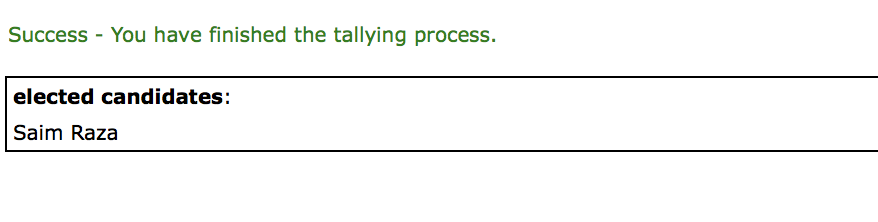 Success - You have finished the tallying process.
elected candidates:
Saim Raza